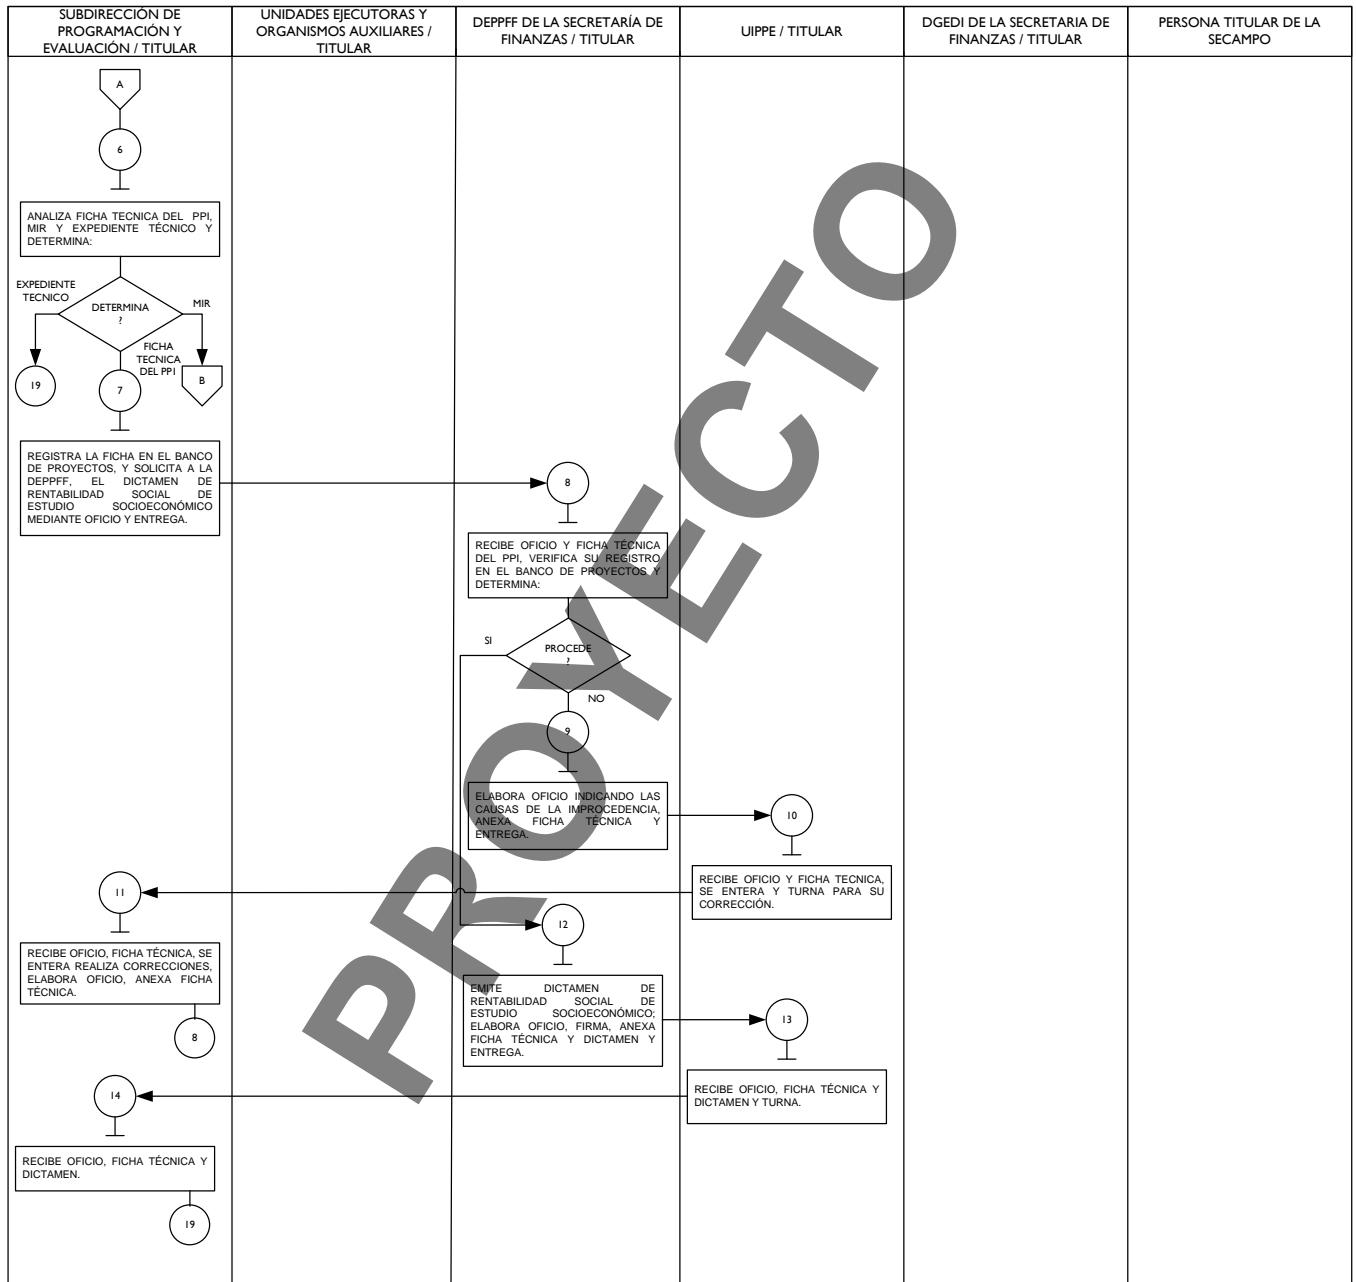 SUBDIRECCIÓN DE
PROGRAMACIÓN Y
EVALUACIÓN / TITULAR
UNIDADES EJECUTORAS Y
ORGANISMOS AUXILIARES /
TITULAR
DEPPFF DE LA SECRETARÍA DE
FINANZAS / TITULAR
UIPPE / TITULAR
DGEDI DE LA SECRETARIA DE
FINANZAS / TITULAR
PERSONA TITULAR DE LA
SECAMPO
A
6
ANALIZA FICHA TECNICA DEL PPI,
MIR Y EXPEDIENTE TÉCNICO Y
DETERMINA:
EXPEDIENTE
TECNICO
DETERMINA
?
MIR
FICHA
TECNICA
DEL PPI
19
7
B
REGISTRA LA FICHA EN EL BANCO
DE PROYECTOS, Y SOLICITA A LA
DEPPFF, EL DICTAMEN DE
RENTABILIDAD SOCIAL DE
ESTUDIO SOCIOECONÓMICO
MEDIANTE OFICIO Y ENTREGA.
8
RECIBE OFICIO Y FICHA TÉCNICA
DEL PPI, VERIFICA SU REGISTRO
EN EL BANCO DE PROYECTOS Y
DETERMINA:
SI
PROCEDE
?
NO
9
ELABORA OFICIO INDICANDO LAS
CAUSAS DE LA IMPROCEDENCIA,
ANEXA FICHA TÉCNICA Y
ENTREGA.
10
RECIBE OFICIO Y FICHA TECNICA,
SE ENTERA Y TURNA PARA SU
CORRECCIÓN.
11
RECIBE OFICIO, FICHA TÉCNICA, SE
ENTERA REALIZA CORRECCIONES,
ELABORA OFICIO, ANEXA FICHA
TÉCNICA.
8
12
EMITE DICTAMEN DE
RENTABILIDAD SOCIAL DE
ESTUDIO SOCIOECONÓMICO;
ELABORA OFICIO, FIRMA, ANEXA
FICHA TÉCNICA Y DICTAMEN Y
ENTREGA.
13
RECIBE OFICIO, FICHA TÉCNICA Y
DICTAMEN Y TURNA.
14
RECIBE OFICIO, FICHA TÉCNICA Y
DICTAMEN.
19
PROYECTO